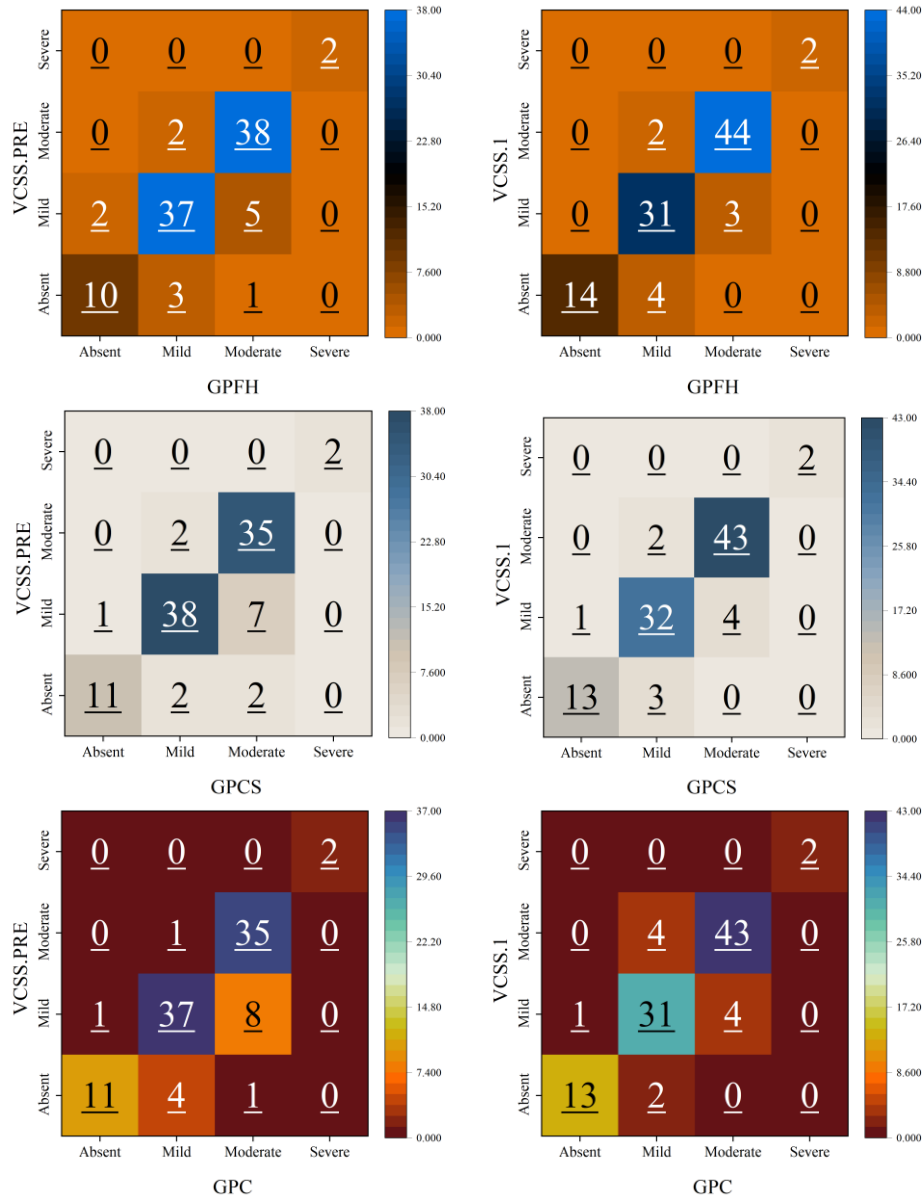 VCSS.PRE
Severe
Moderate
Mild
Absent
0 0 0 2
0 2 38 0
2 37 5 0
10 3 1 0
Absent Mild Moderate Severe
GPFH
38.00
30.40
22.80
15.20
7.600
0.000
VCSS.1
Severe
Moderate
Mild
Absent
0 0 0 2
0 2 44 0
0 31 3 0
14 4 0 0
Absent Mild Moderate Severe
GPFH
44.00
35.20
26.40
17.60
8.800
0.000
VCSS.PRE
Severe
Moderate
Mild
Absent
0 0 0 2
0 2 35 0
1 38 7 0
11 2 2 0
Absent Mild Moderate Severe
GPCS
38.00
30.40
22.80
15.20
7.600
0.000
VCSS.1
Severe
Moderate
Mild
Absent
0 0 0 2
0 2 43 0
1 32 4 0
13 3 0 0
Absent Mild Moderate Severe
GPCS
43.00
34.40
25.80
17.20
8.600
0.000
VCSS.PRE
Severe
Moderate
Mild
Absent
0 0 0 2
0 1 35 0
1 37 8 0
11 4 1 0
Absent Mild Moderate Severe
GPC
37.00
29.60
22.20
14.80
7.400
0.000
VCSS.1
Severe
Moderate
Mild
Absent
0 0 0 2
0 4 43 0
1 31 4 0
13 2 0 0
Absent Mild Moderate Severe
GPC
43.00
34.40
25.80
17.20
8.600
0.000